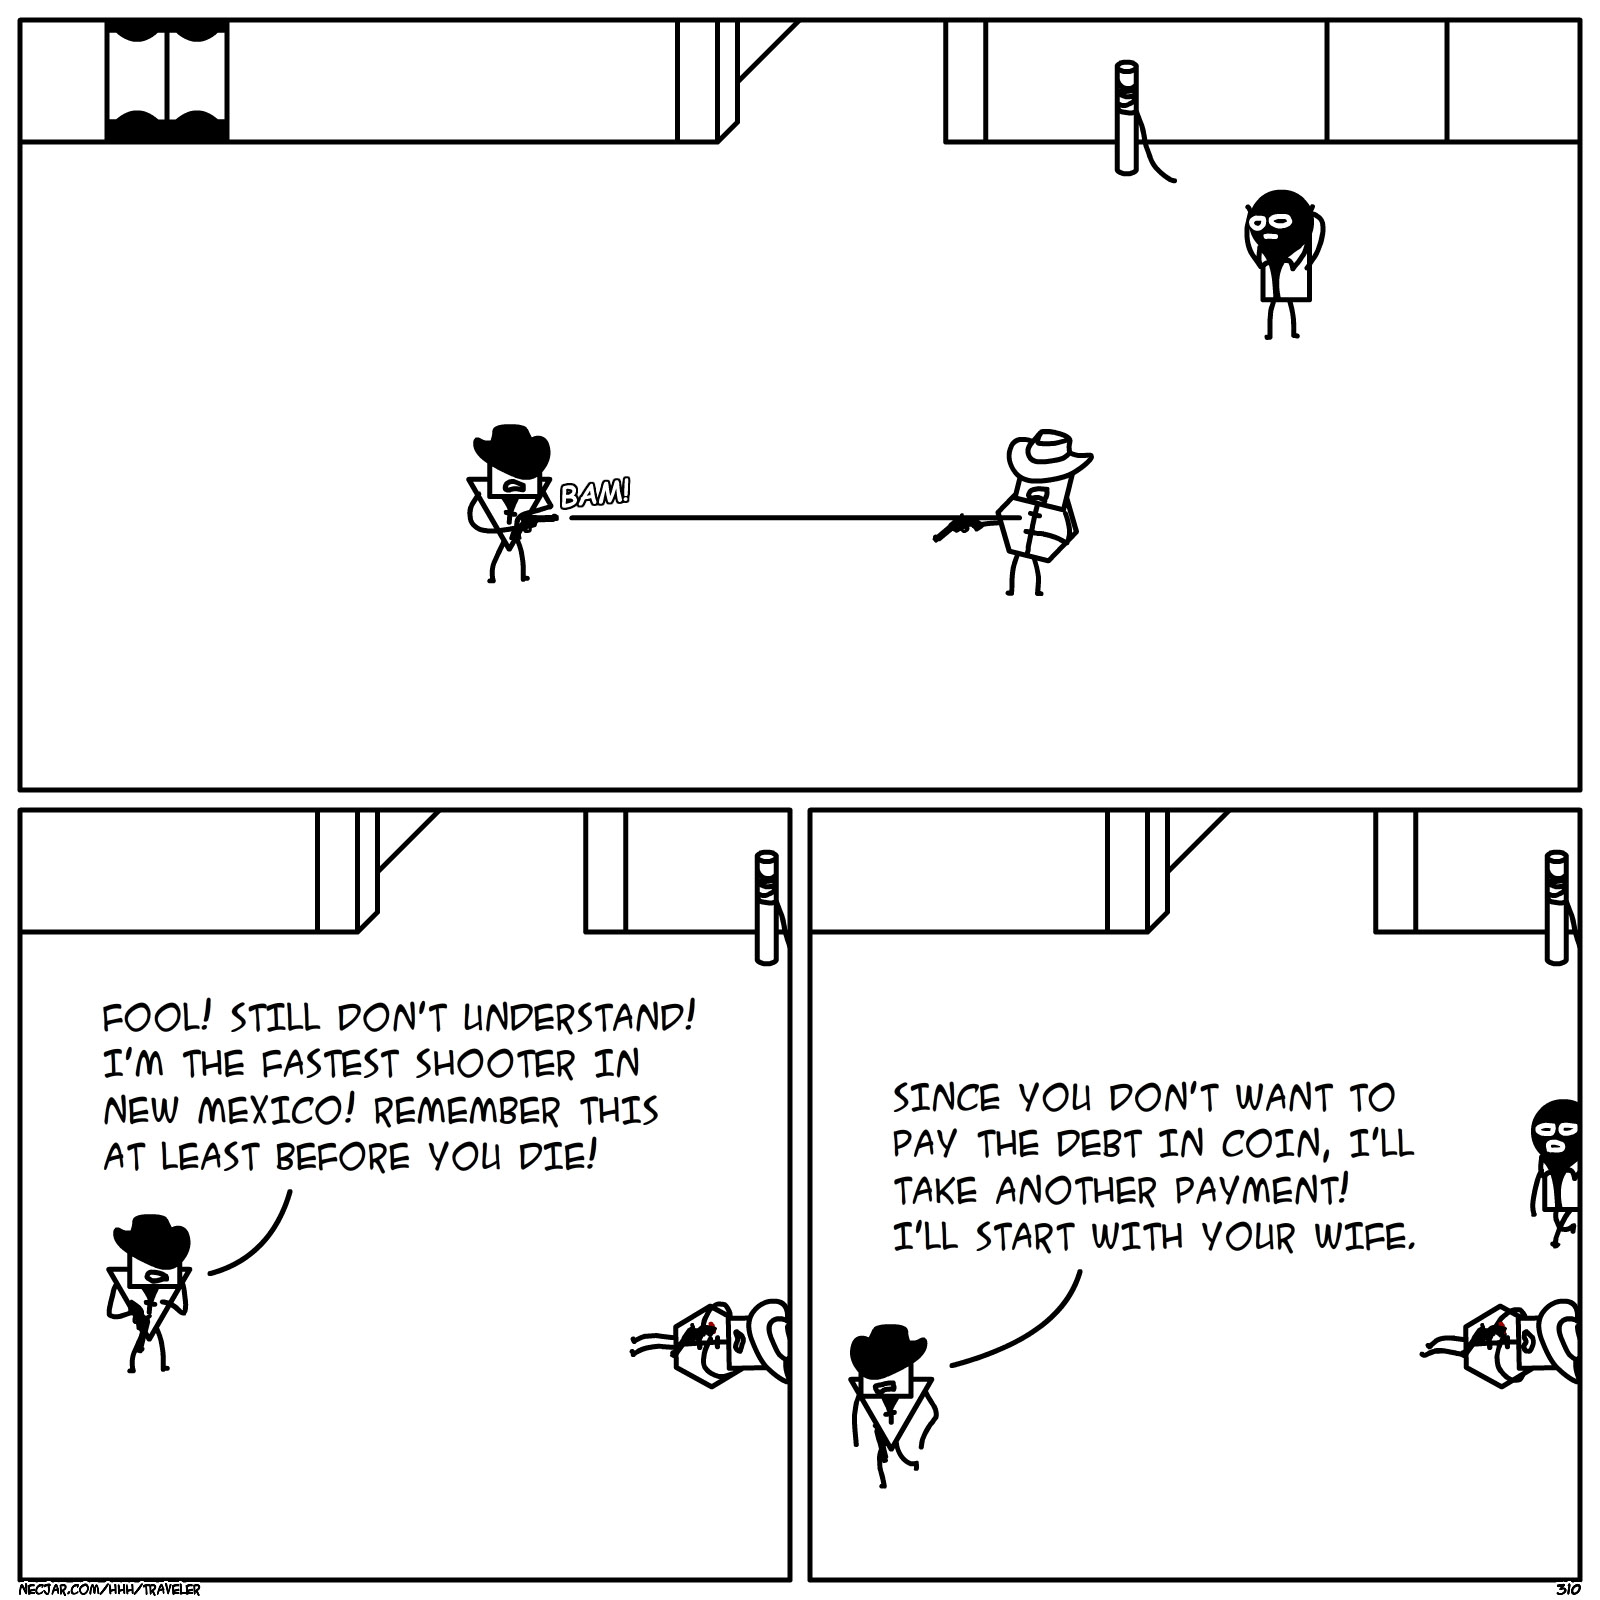 BAM!
FOOL! STILL DON'T UNDERSTAND!
I'M THE FASTEST SHOOTER IN
NEW MEXICO! REMEMBER THIS
AT LEAST BEFORE YOU DIE!
SINCE YOU DON'T WANT TO
PAY THE DEBT IN COIN, I'LL
TAKE ANOTHER PAYMENT!
I'LL START WITH YOUR WIFE.
NECJAR.COM/HHH/TRAVELER
310